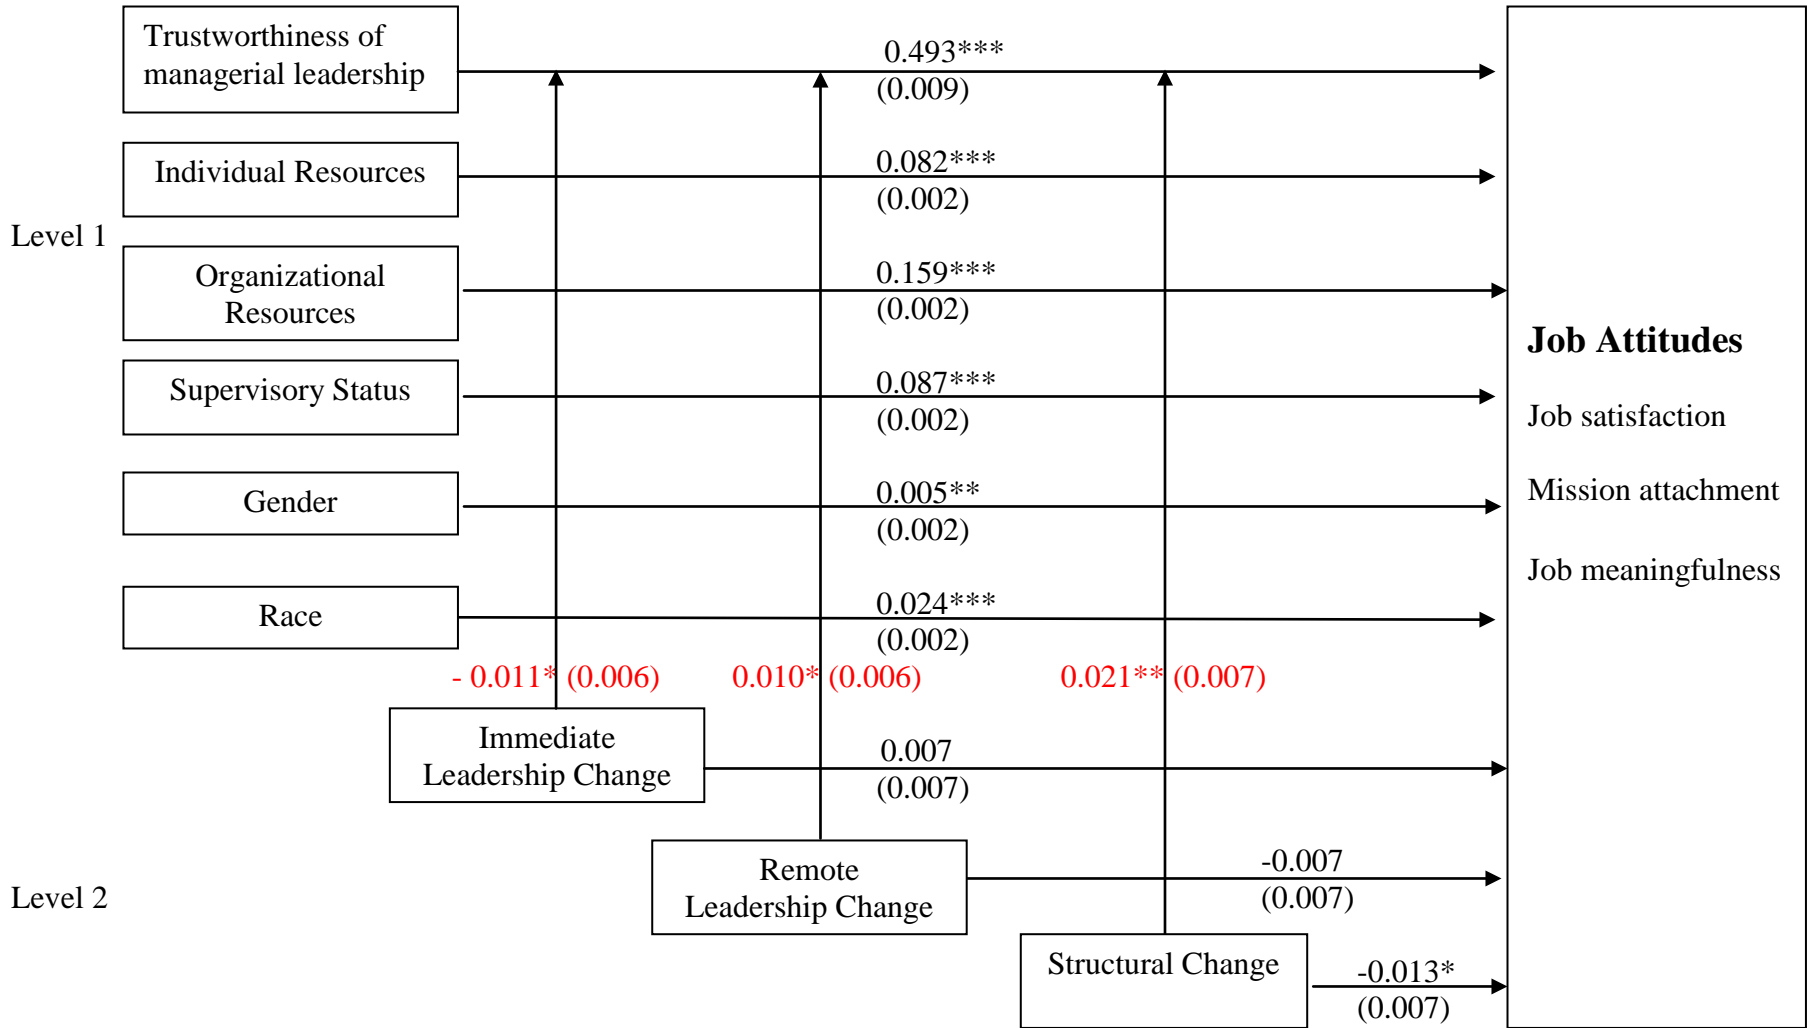 Trustworthiness of
managerial leadership
0.493***
(0.009)
Individual Resources
0.082***
(0.002)
Level 1
Organizational
Resources
0.159***
(0.002)
Job Attitudes
Supervisory Status
0.087***
(0.002)
Job satisfaction
Gender
0.005**
(0.002)
Mission attachment
Job meaningfulness
Race
0.024***
(0.002)
- 0.011* (0.006)
0.010* (0.006)
0.021** (0.007)
Immediate
Leadership Change
0.007
(0.007)
Remote
Leadership Change
-0.007
(0.007)
Level 2
Structural Change
-0.013*
(0.007)